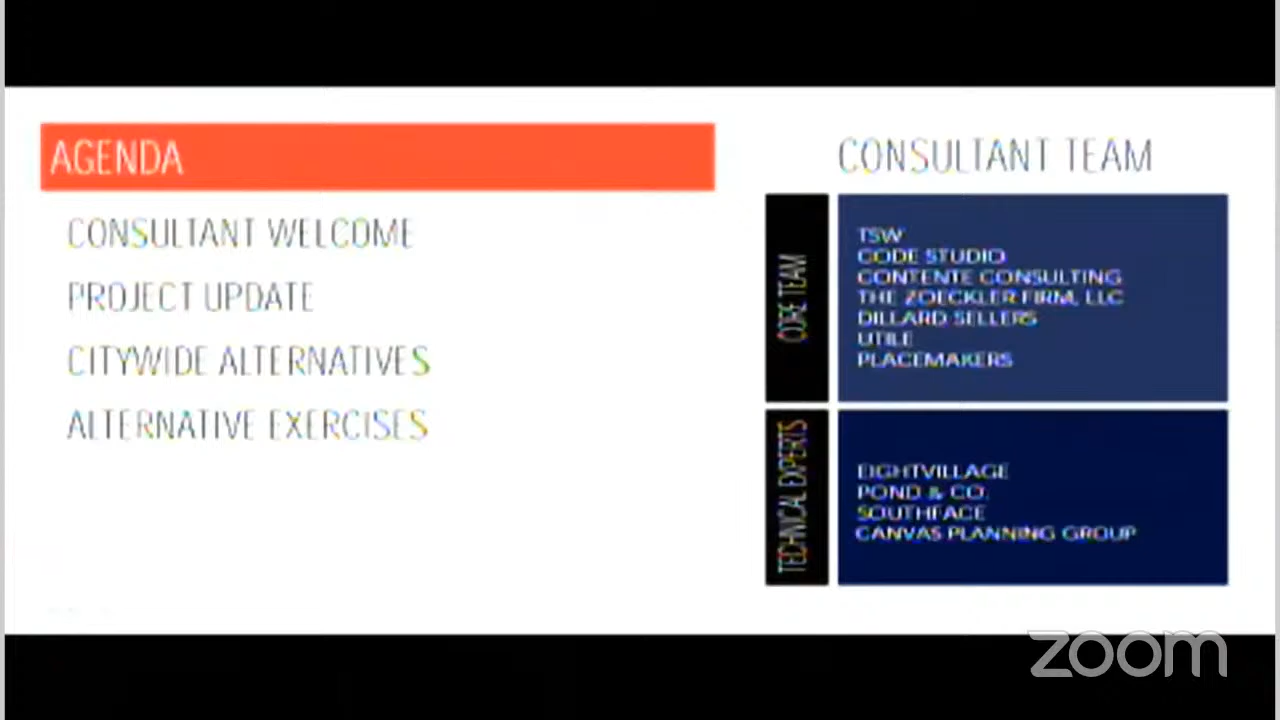 AGENDA
CONSULTANT WELCOME
PROJECT UPDATE
CITYWIDE ALTERNATIVES
ALTERNATIVE EXERCISES
CONSULTANT TEAM
CORE TEAM
TSW
CODE STUDIO
CONTENTE CONSULTING
THE ZOECKLER FIRM, LLC
DILLARD SELLERS
UTILE
PLACEMAKERS
TECHNICAL EXPERTS
EIGHTVILLAGE
POND & CO.
SOUTHFACE
CANVAS PLANNING GROUP
zoom